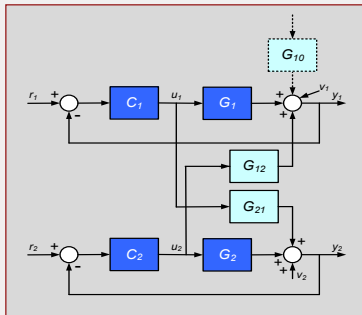 G10
r1 + - C1 u1 G1 + + + v1 y1
G12
G21
r2 + - C2 u2 G2 + + + v2 y2